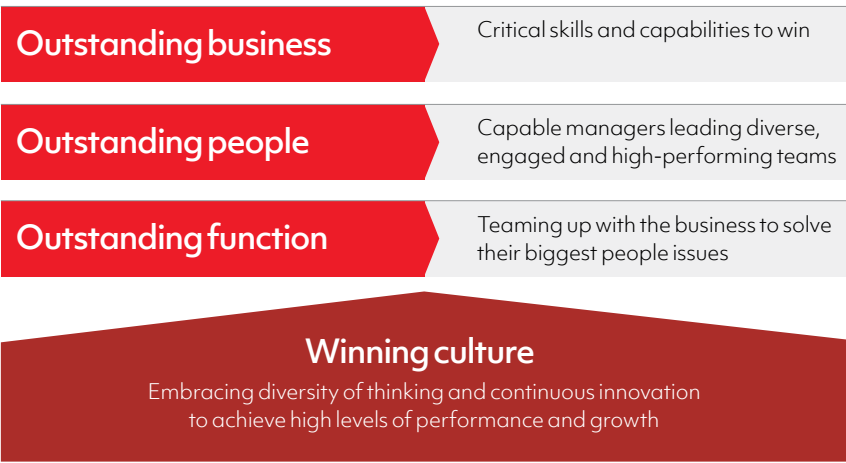 Outstanding business
Critical skills and capabilities to win
Outstanding people
Capable managers leading diverse,
engaged and high-performing teams
Outstanding function
Teaming up with the business to solve
their biggest people issues
Winning culture
Embracing diversity of thinking and continuous innovation
to achieve high levels of performance and growth